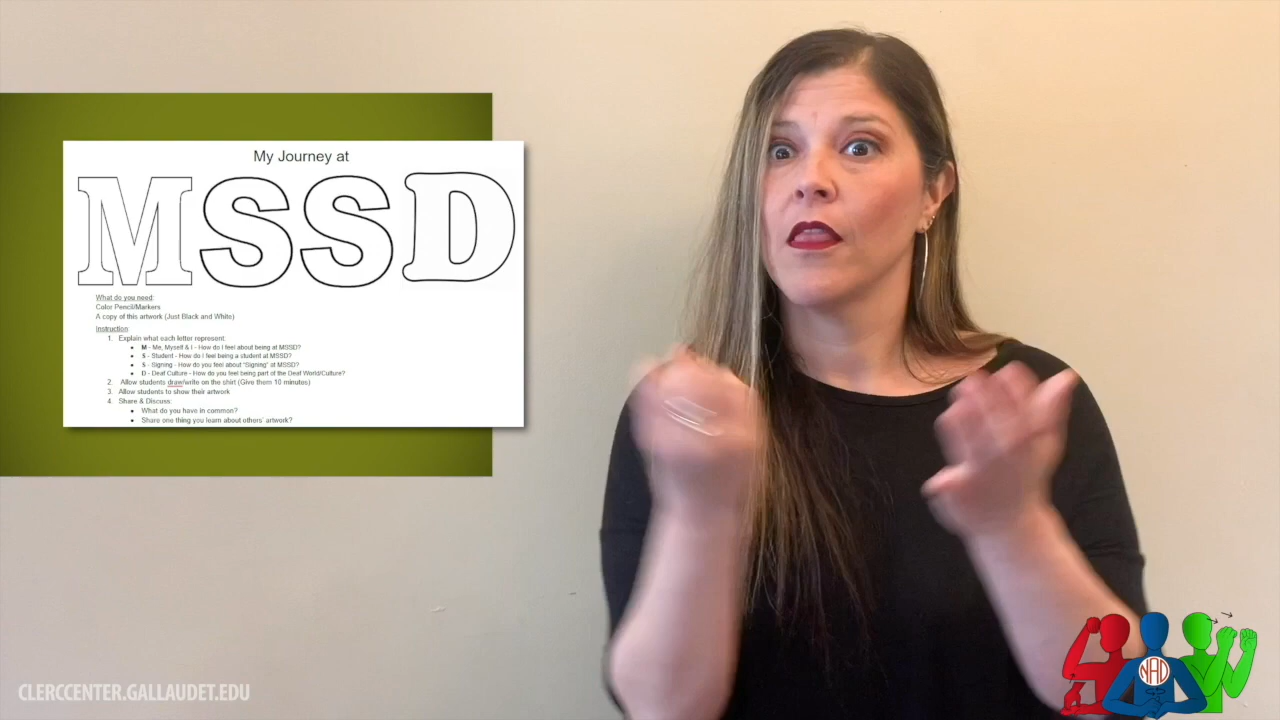 My Journey at
MSSD
What do you need:
Color Pencil/Markers
A copy of this artwork (Just Black and White)
Instruction:
1. Explain what each letter represent:
• M - Me, Myself & I - How do I feel about being at MSSD?
• S - Student - How do I feel being a student at MSSD?
• S - Signing - How do you feel about "Signing" at MSSD?
• D - Deaf Culture - How do you feel being part of the Deaf World/Culture?
2. Allow students draw/write on the shirt (Give them 10 minutes)
3. Allow students to show their artwork
4. Share & Discuss:
• What do you have in common?
• Share one thing you learn about others' artwork?
CLERCCENTER.GALLAUDET.EDU
NAD